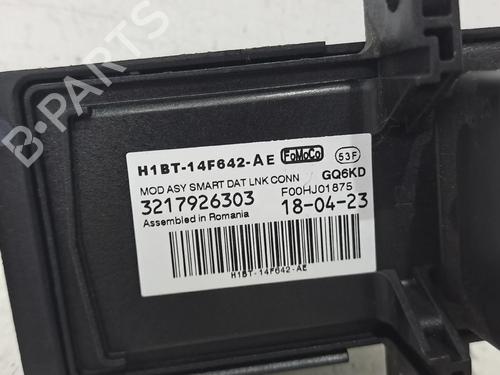 B-PARTS
H1BT-14F642-AE FoMoCo 53F
MOD ASY SMART DAT LNK CONN GQ6KD
3217926303 F00HJ01875
Assembled in Romania 18-04-23
H1BT-14F642-AE